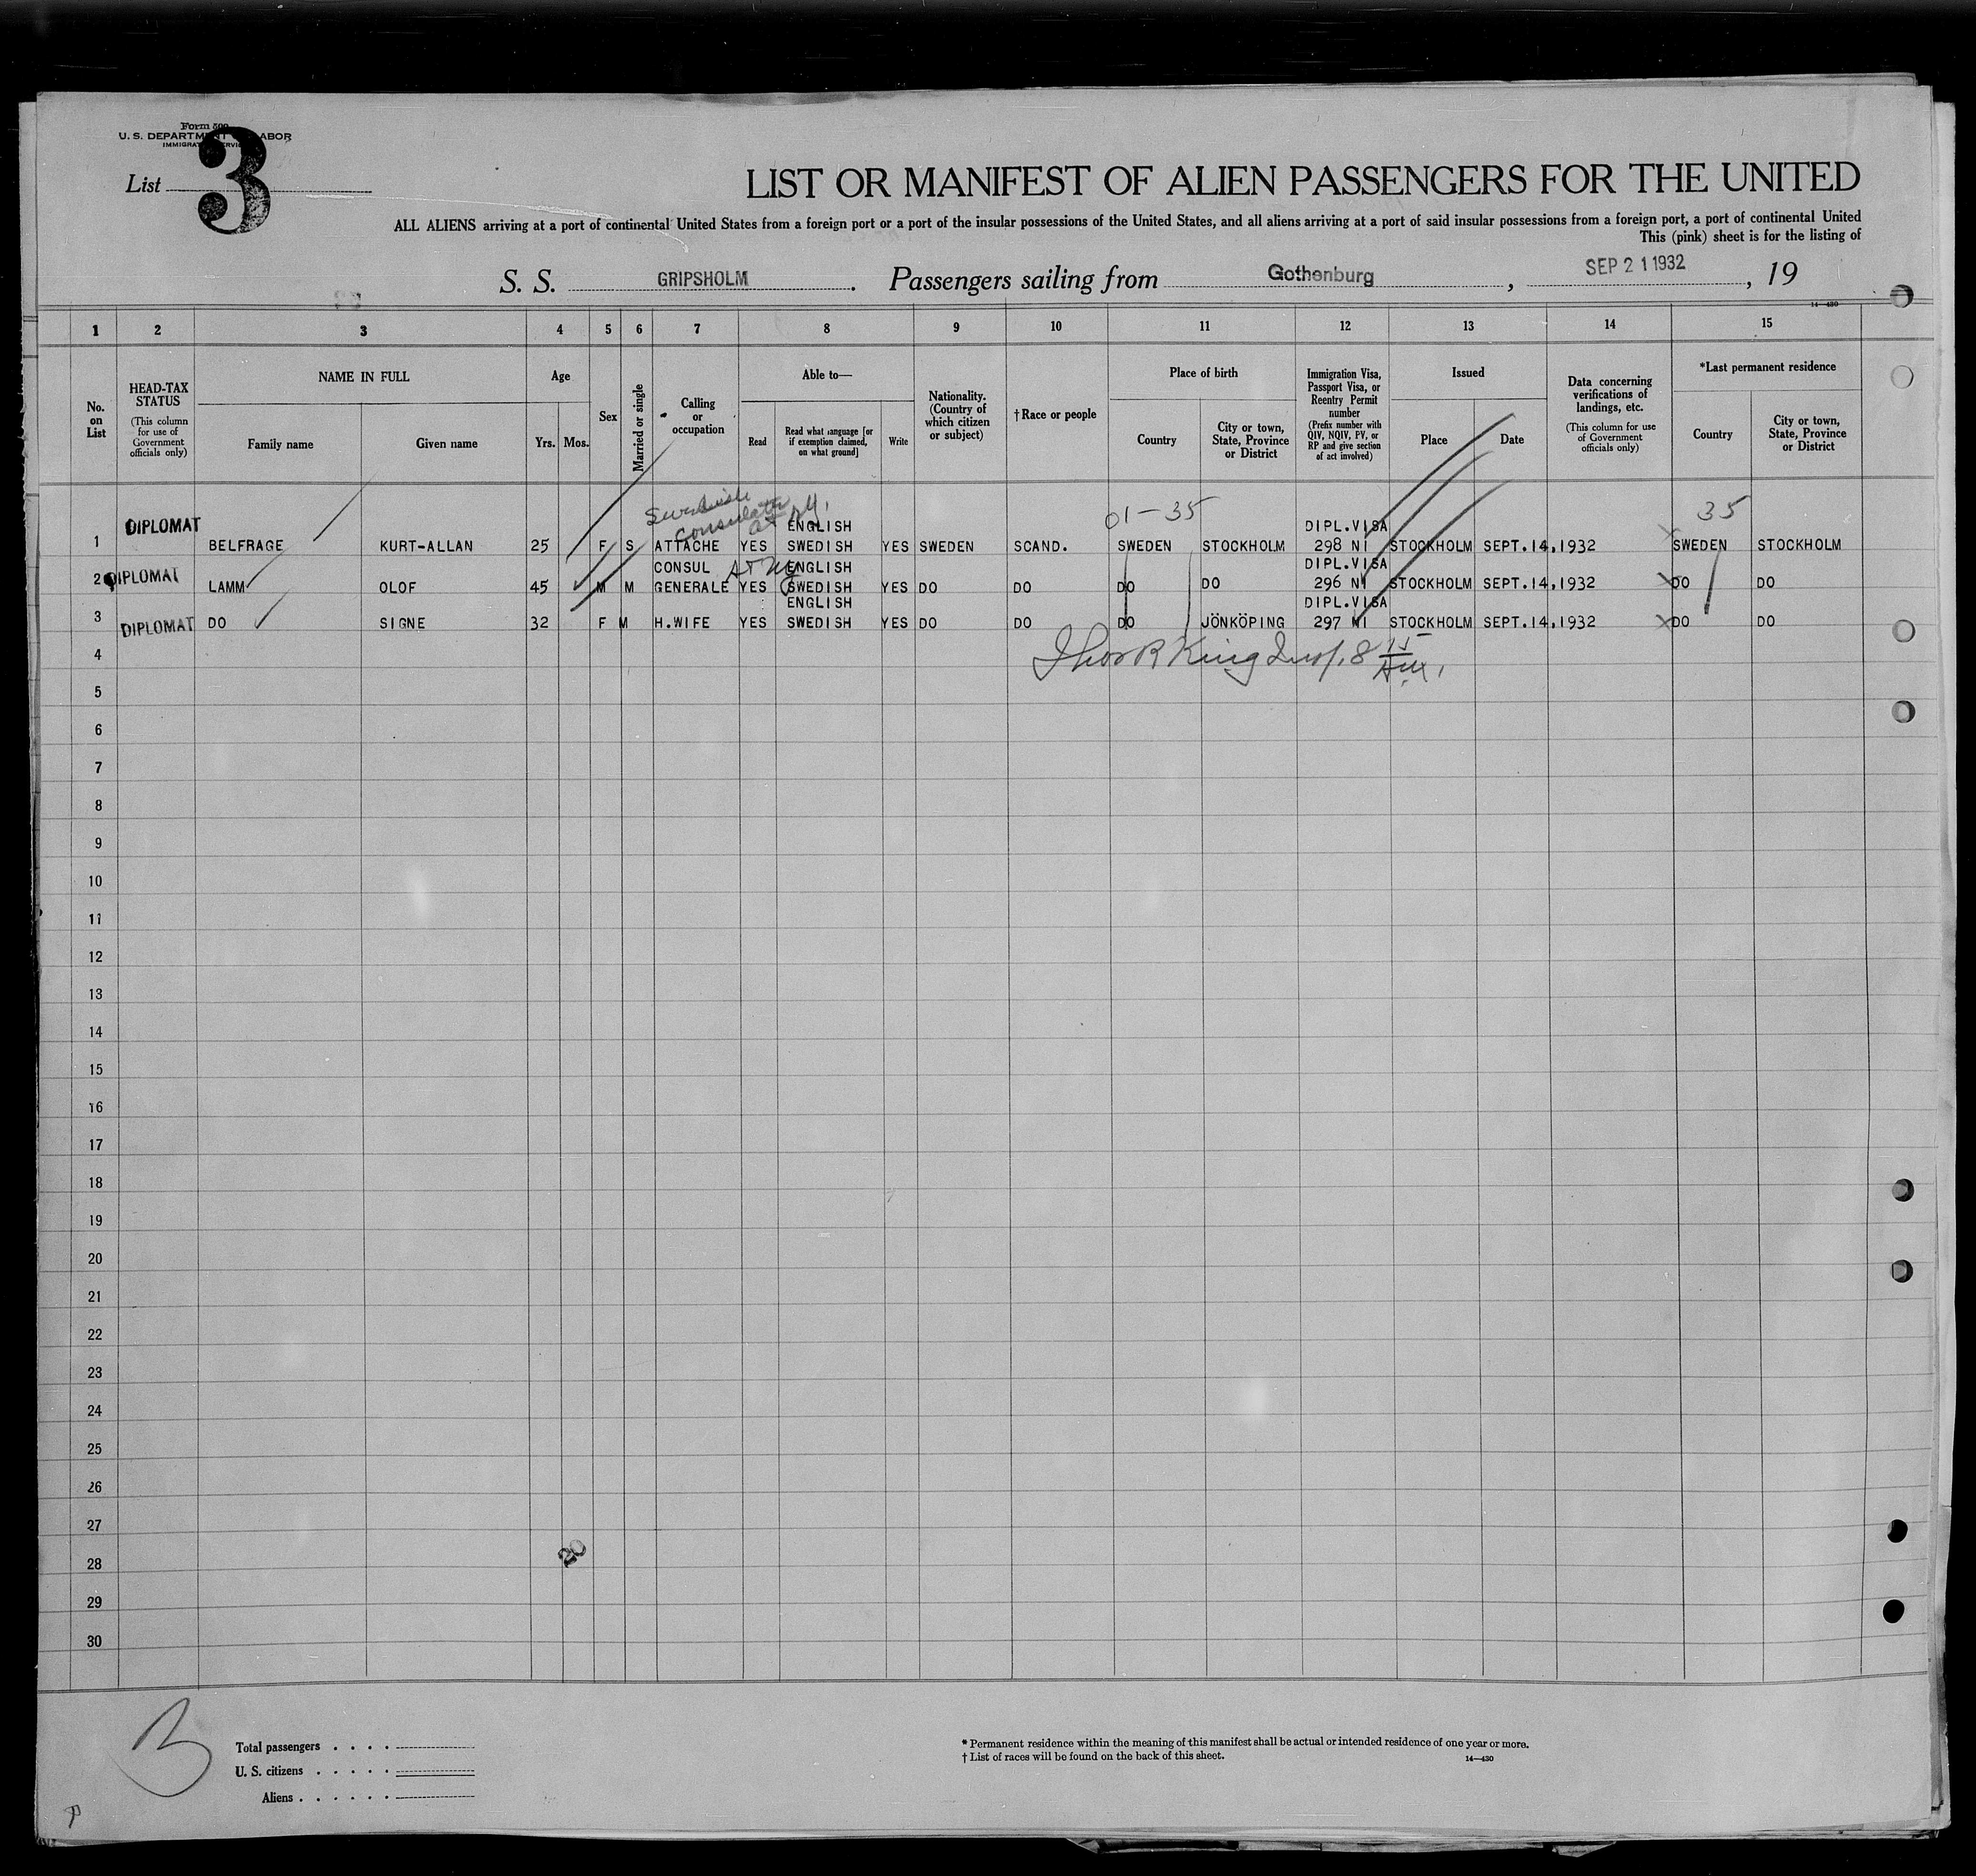 Form 500
U. S. DEPARTMENT OF LABOR
IMMIGRATION SERVICE
List 3
LIST OR MANIFEST OF ALIEN PASSENGERS FOR THE UNITED
ALL ALIENS arriving at a port of continental United States from a foreign port or a port of the insular possessions of the United States, and all aliens arriving at a port of said insular possessions from a foreign port, a port of continental United
This (pink) sheet is for the listing of
S. S. GRIPSHOLM. Passengers sailing from Gothenburg, SEP 21 1932, 19
14—430
1 2 3 4 5 6 7 8 9 10 11 12 13 14 15
No. on List
HEAD-TAX STATUS (This column for use of Government officials only)
NAME IN FULL
Family name Given name
Age
Yrs. Mos.
Sex
Married or single
Calling or occupation
Able to—
Read
Read what language [or if exemption claimed, on what ground]
Write
Nationality. (Country of which citizen or subject)
† Race or people
Place of birth
Country
City or town, State, Province or District
Immigration Visa, Passport Visa, or Reentry Permit number (Prefix number with QIV, NQIV, PV, or RP and give section of act involved)
Issued
Place Date
Data concerning verifications of landings, etc. (This column for use of Government officials only)
*Last permanent residence
Country
City or town, State, Province or District
Swedish
Consulate
at NY.
01-35 35
DIPLOMAT ENGLISH DIPL.VISA
1 BELFRAGE KURT-ALLAN 25 F S ATTACHE YES SWEDISH YES SWEDEN SCAND. SWEDEN STOCKHOLM 298 NI STOCKHOLM SEPT.14,1932 SWEDEN STOCKHOLM
CONSUL At NY ENGLISH DIPL.VISA
2 DIPLOMAT LAMM OLOF 45 M M GENERALE YES SWEDISH YES DO DO DO DO 296 NI STOCKHOLM SEPT.14,1932 DO DO
ENGLISH DIPL.VISA
3 DIPLOMAT DO SIGNE 32 F M H.WIFE YES SWEDISH YES DO DO DO JÖNKÖPING 297 NI STOCKHOLM SEPT.14,1932 DO DO
4 R King Insp. 8 15
5
6
7
8
9
10
11
12
13
14
15
16
17
18
19
20
21
22
23
24
25
26
27
28 20
29
30
B
Total passengers . . . .
U. S. citizens . . . . .
Aliens . . . . . .
* Permanent residence within the meaning of this manifest shall be actual or intended residence of one year or more.
† List of races will be found on the back of this sheet.
14—430